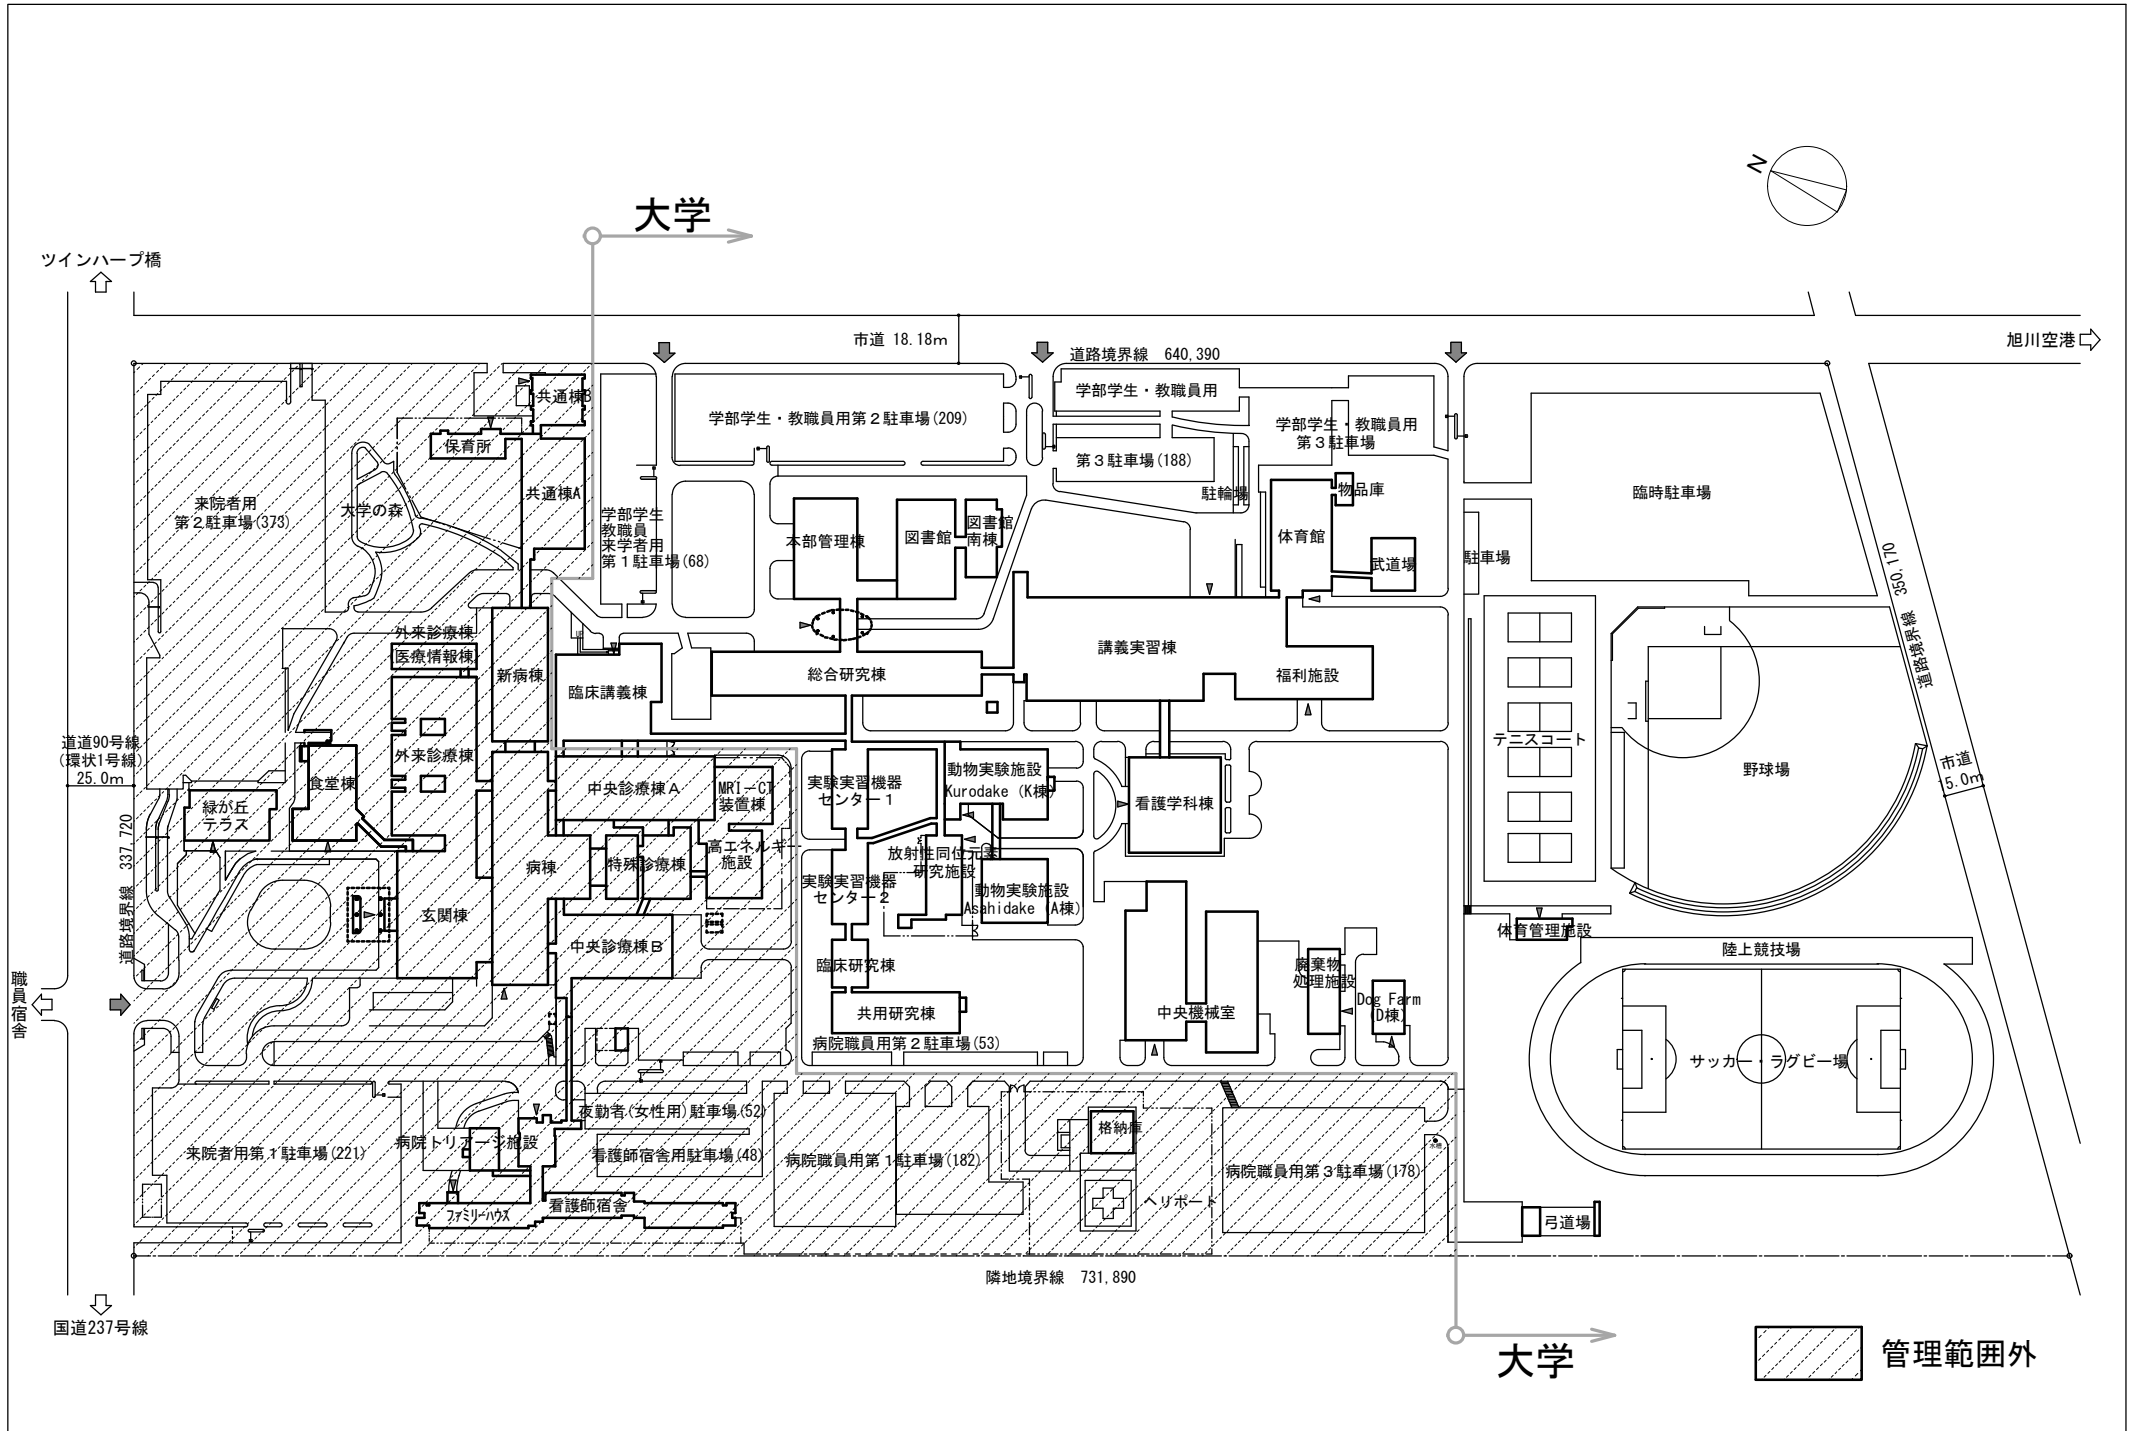 大学
N
ツインハープ橋
市道 18.18m
道路境界線 640,390
旭川空港
共通棟B
学部学生・教職員用第２駐車場(209)
学部学生・教職員用
学部学生・教職員用
第３駐車場
第３駐車場(188)
保育所
来院者用
第２駐車場(373)
大学の森
共通棟A
学部学生
教職員
来学者用
第１駐車場(68)
本部管理棟
図書館
図書館
南棟
駐輪場
物品庫
体育館
武道場
駐車場
臨時駐車場
道路境界線 350,170
外来診療棟
医療情報棟
新病棟
臨床講義棟
総合研究棟
講義実習棟
福利施設
テニスコート
野球場
市道
15.0m
道道90号線
(環状1号線)
25.0m
外来診療棟
食堂棟
緑が丘
テラス
中央診療棟A
MRI－CT
装置棟
実験実習機器
センター１
動物実験施設
Kurodake (K棟)
看護学科棟
道路境界線 337,720
病棟
特殊診療棟
高エネルギー
施設
放射性同位元素
研究施設
実験実習機器
センター２
動物実験施設
Asahidake (A棟)
玄関棟
中央診療棟B
臨床研究棟
共用研究棟
病院職員用第２駐車場(53)
中央機械室
廃棄物
処理施設
Dog Farm
(D棟)
体育管理施設
陸上競技場
サッカー・ラグビー場
職員宿舎
来院者用第１駐車場(221)
病院トリアージ施設
夜勤者(女性用)駐車場(52)
看護師宿舎用駐車場(48)
病院職員用第１駐車場(182)
格納庫
ヘリポート
病院職員用第３駐車場(178)
ファミリーハウス
看護師宿舎
弓道場
隣地境界線 731,890
国道237号線
大学
管理範囲外